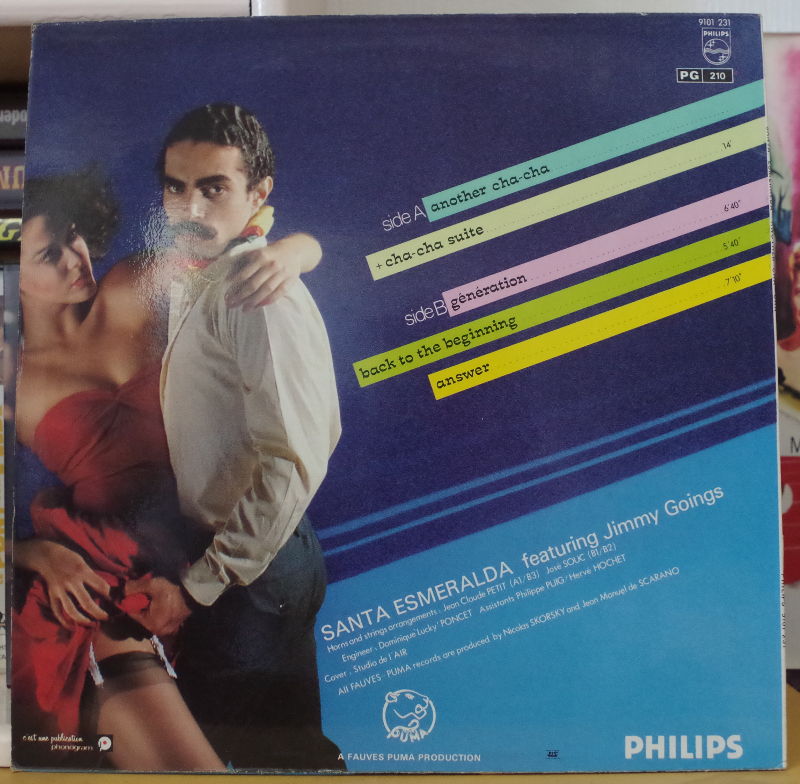 9101 231
PHILIPS
PG 210
side A another cha-cha
+ cha-cha suite 14'
side B génération 6'40"
back to the beginning 5'40"
answer 7'10"
SANTA ESMERALDA featuring Jimmy Goings
Horns and strings arrangements : Jean Claude PETIT (A1/B3) José SOUC (B1/B2)
Engineer : Dominique 'Lucky' PONCET Assistants Philippe PUIG / Hervé HOCHET
Cover : Studio de l'AIR
All FAUVES - PUMA records are produced by Nicolas SKORSKY and Jean Manuel de SCARANO
PUMA
c'est une publication
phonogram
A FAUVES PUMA PRODUCTION
PHILIPS